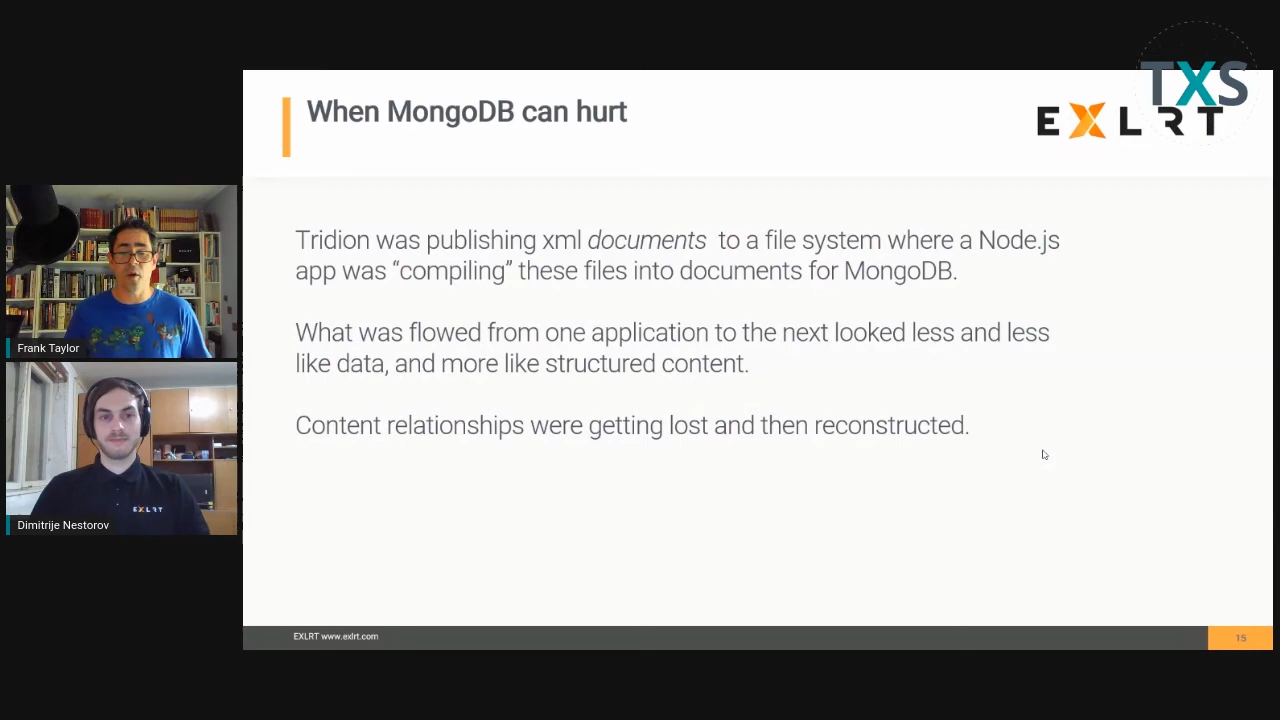 TXS
When MongoDB can hurt
EXLRT
Tridion was publishing xml documents to a file system where a Node.js
app was “compiling” these files into documents for MongoDB.
What was flowed from one application to the next looked less and less
like data, and more like structured content.
Content relationships were getting lost and then reconstructed.
Frank Taylor
EXLRT
Dimitrije Nestorov
EXLRT www.exlrt.com
15